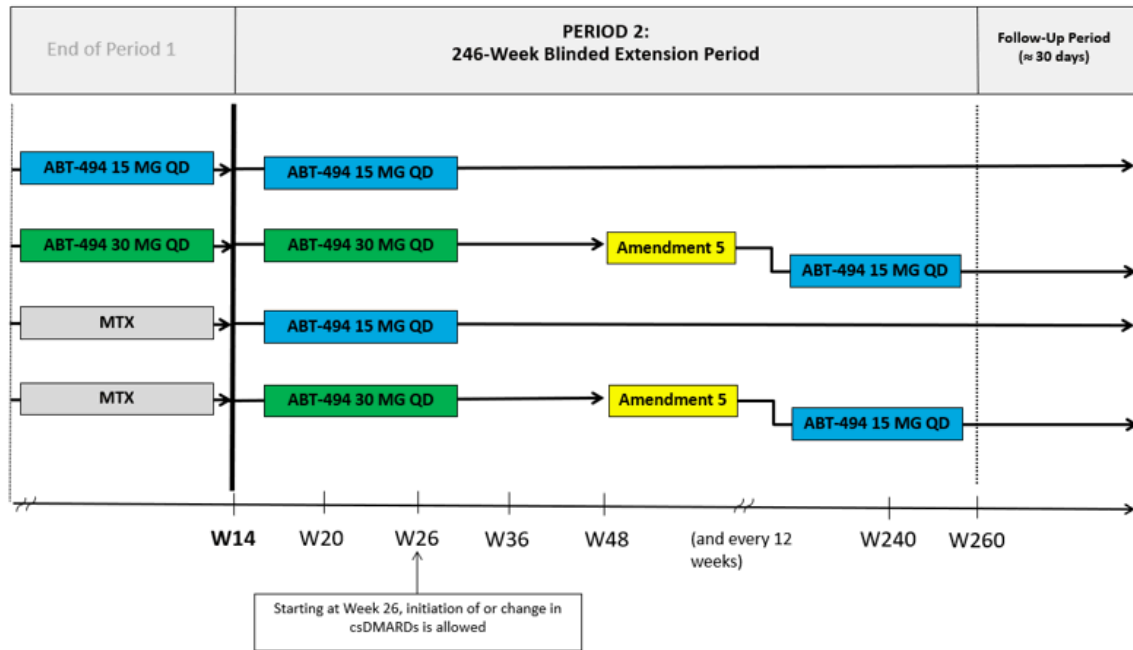 End of Period 1
PERIOD 2:
246-Week Blinded Extension Period
Follow-Up Period
(≈ 30 days)
ABT-494 15 MG QD
ABT-494 15 MG QD
ABT-494 30 MG QD
ABT-494 30 MG QD
Amendment 5
ABT-494 15 MG QD
MTX
ABT-494 15 MG QD
MTX
ABT-494 30 MG QD
Amendment 5
ABT-494 15 MG QD
W14
W20
W26
W36
W48
(and every 12
weeks)
W240
W260
Starting at Week 26, initiation of or change in
csDMARDs is allowed